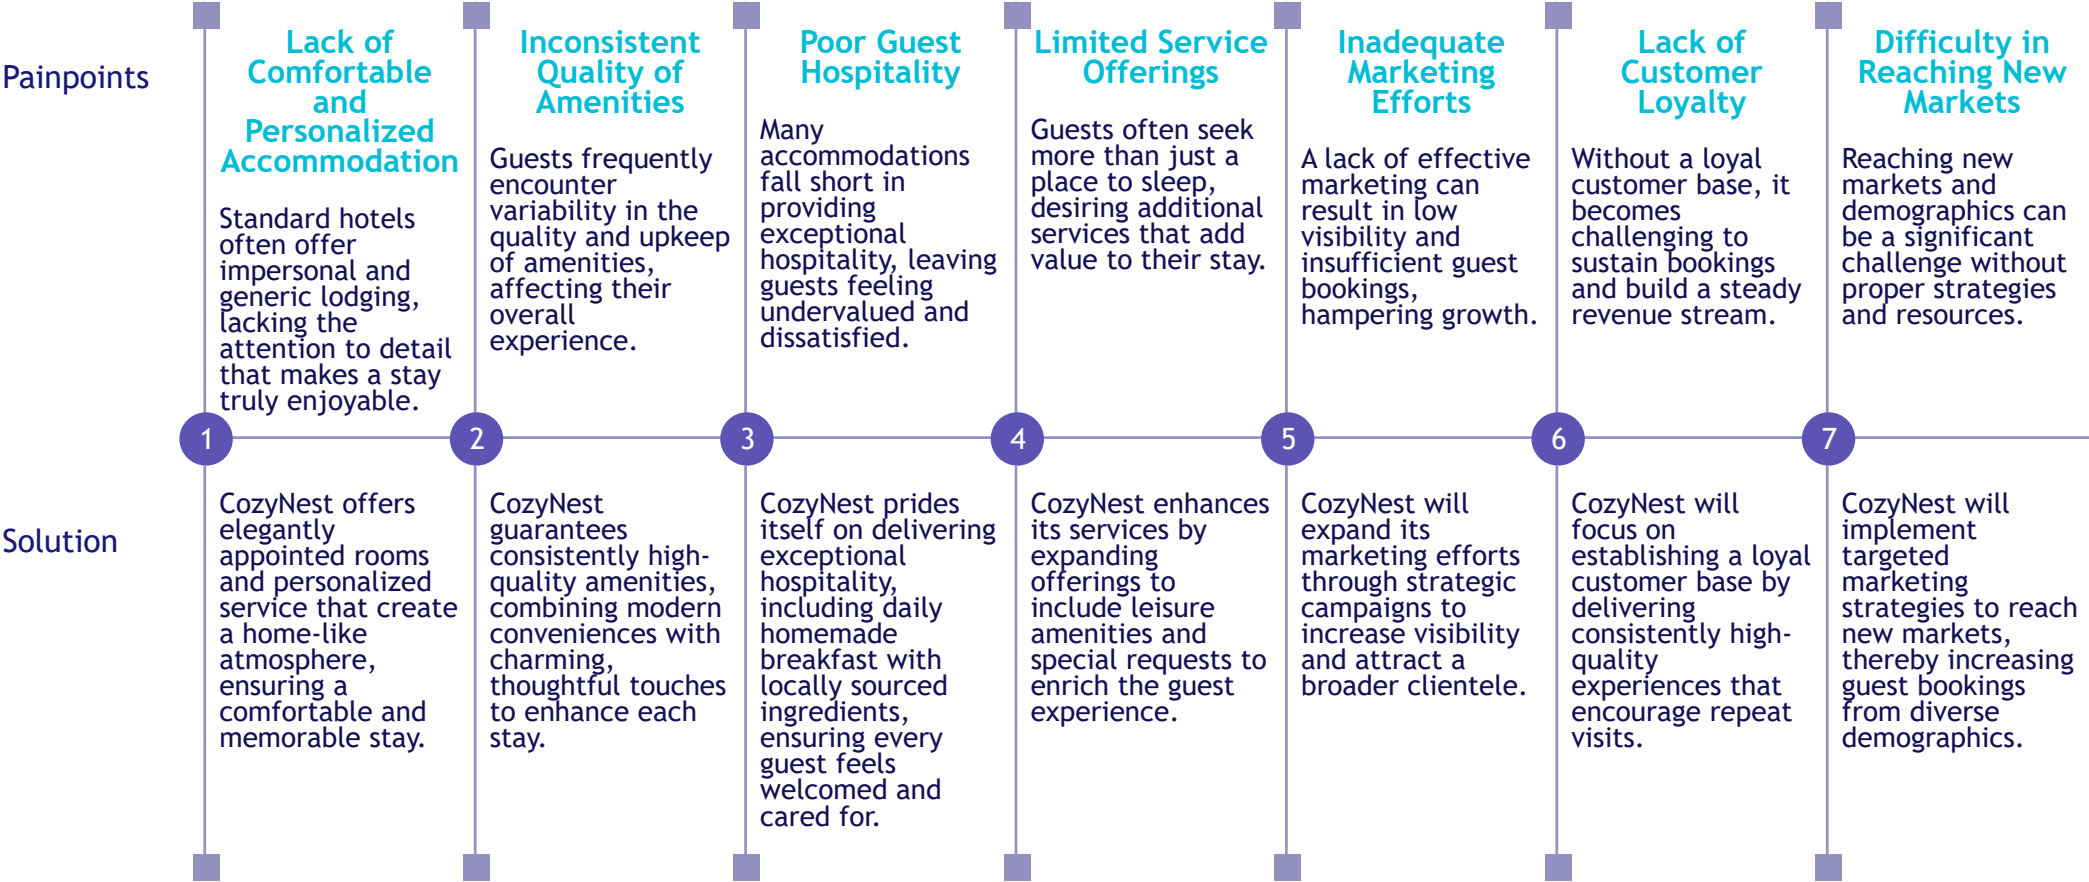 Painpoints
Lack of
Comfortable
and
Personalized
Accommodation
Standard hotels
often offer
impersonal and
generic lodging,
lacking the
attention to detail
that makes a stay
truly enjoyable.
Inconsistent
Quality of
Amenities
Guests frequently
encounter
variability in the
quality and upkeep
of amenities,
affecting their
overall
experience.
Poor Guest
Hospitality
Many
accommodations
fall short in
providing
exceptional
hospitality, leaving
guests feeling
undervalued and
dissatisfied.
Limited Service
Offerings
Guests often seek
more than just a
place to sleep,
desiring additional
services that add
value to their stay.
Inadequate
Marketing
Efforts
A lack of effective
marketing can
result in low
visibility and
insufficient guest
bookings,
hampering growth.
Lack of
Customer
Loyalty
Without a loyal
customer base, it
becomes
challenging to
sustain bookings
and build a steady
revenue stream.
Difficulty in
Reaching New
Markets
Reaching new
markets and
demographics can
be a significant
challenge without
proper strategies
and resources.
1
2
3
4
5
6
7
Solution
CozyNest offers
elegantly
appointed rooms
and personalized
service that create
a home-like
atmosphere,
ensuring a
comfortable and
memorable stay.
CozyNest
guarantees
consistently high-
quality amenities,
combining modern
conveniences with
charming,
thoughtful touches
to enhance each
stay.
CozyNest prides
itself on delivering
exceptional
hospitality,
including daily
homemade
breakfast with
locally sourced
ingredients,
ensuring every
guest feels
welcomed and
cared for.
CozyNest enhances
its services by
expanding
offerings to
include leisure
amenities and
special requests to
enrich the guest
experience.
CozyNest will
expand its
marketing efforts
through strategic
campaigns to
increase visibility
and attract a
broader clientele.
CozyNest will
focus on
establishing a loyal
customer base by
delivering
consistently high-
quality
experiences that
encourage repeat
visits.
CozyNest will
implement
targeted
marketing
strategies to reach
new markets,
thereby increasing
guest bookings
from diverse
demographics.